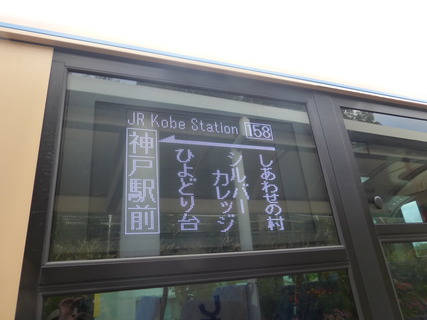 JR Kobe Station 158
しあわせの村
シルバー
カレッジ
ひよどり台
神戸駅前